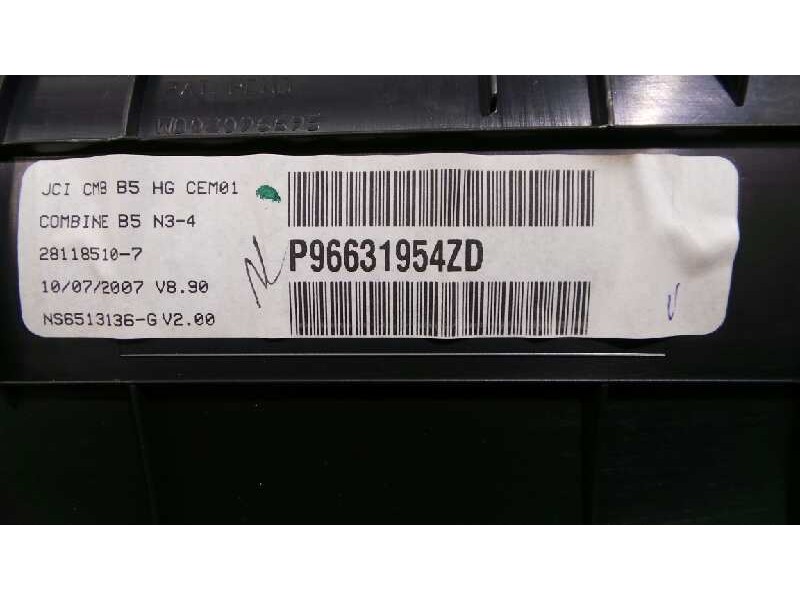 JCI CMB B5 HG CEM01
COMBINE B5 N3-4
28118510-7
10/07/2007 V8.90
NS6513136-G V2.00
P96631954ZD